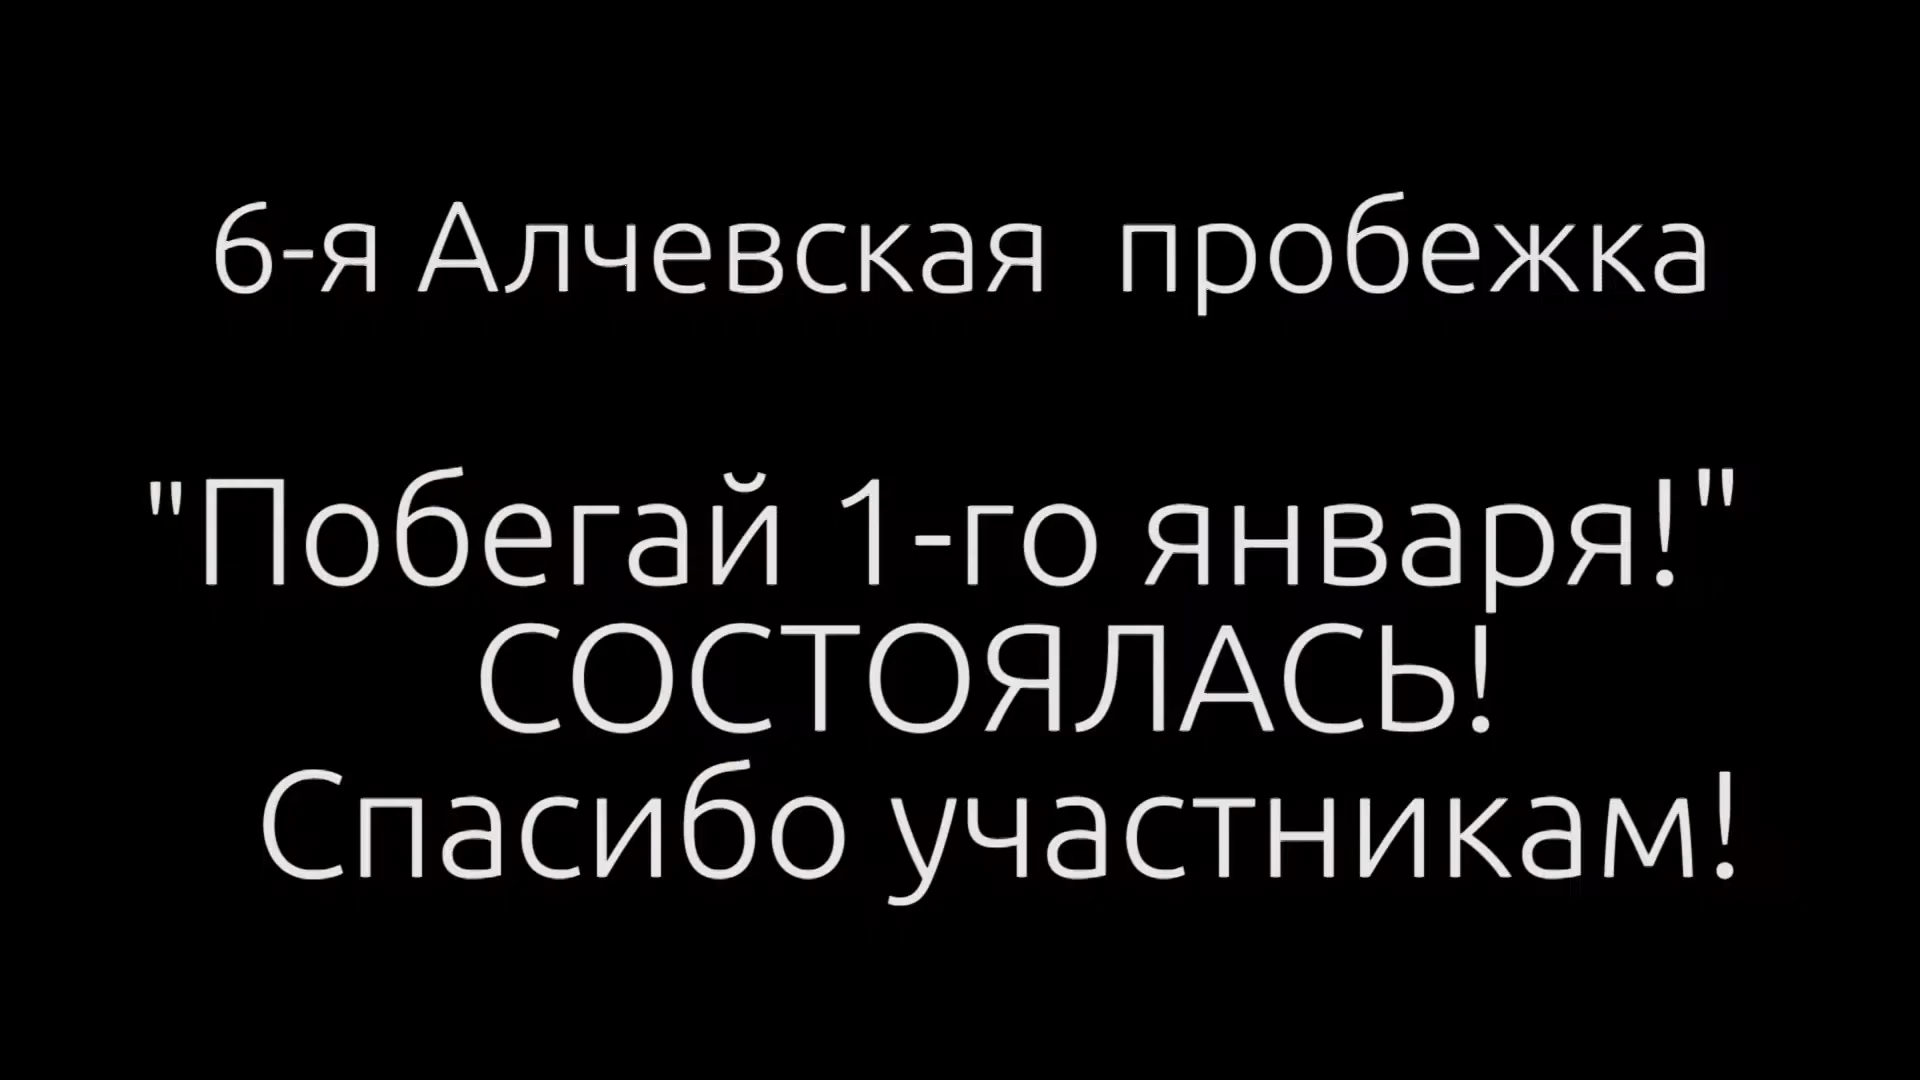 6-я Алчевская пробежка
"Побегай 1-го января!"
СОСТОЯЛАСЬ!
Спасибо участникам!